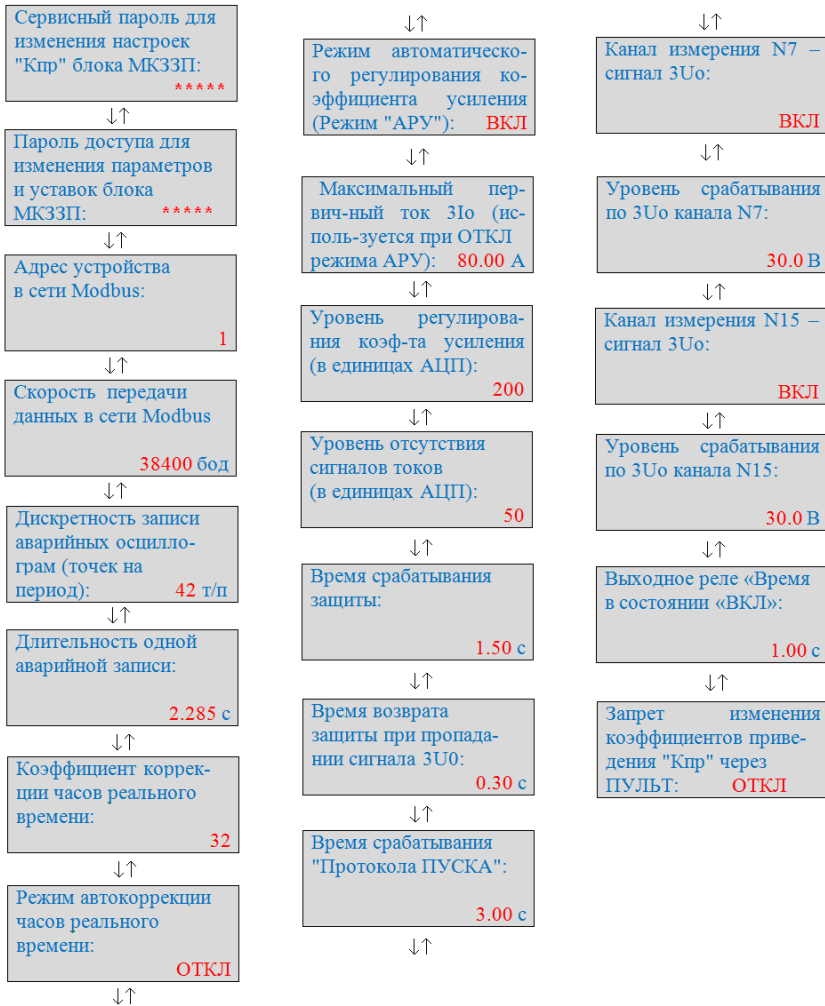 Сервисный пароль для
изменения настроек
"Кпр" блока МКЗЗП:
*****
↓↑
Пароль доступа для
изменения параметров
и уставок блока
МКЗЗП: *****
↓↑
Адрес устройства
в сети Modbus:
1
↓↑
Скорость передачи
данных в сети Modbus
38400 бод
↓↑
Дискретность записи
аварийных осцилло-
грам (точек на
период): 42 т/п
↓↑
Длительность одной
аварийной записи:
2.285 с
↓↑
Коэффициент коррек-
ции часов реального
времени:
32
↓↑
Режим автокоррекции
часов реального
времени:
ОТКЛ
↓↑
↓↑
Режим автоматическо-
го регулирования ко-
эффициента усиления
(Режим "АРУ"): ВКЛ
↓↑
Максимальный пер-
вич-ный ток 3Io (ис-
поль-зуется при ОТКЛ
режима АРУ): 80.00 А
↓↑
Уровень регулирова-
ния коэф-та усиления
(в единицах АЦП):
200
↓↑
Уровень отсутствия
сигналов токов
(в единицах АЦП):
50
↓↑
Время срабатывания
защиты:
1.50 с
↓↑
Время возврата
защиты при пропада-
нии сигнала 3U0:
0.30 с
↓↑
Время срабатывания
"Протокола ПУСКА":
3.00 с
↓↑
↓↑
Канал измерения N7 –
сигнал 3Uo:
ВКЛ
↓↑
Уровень срабатывания
по 3Uo канала N7:
30.0 В
↓↑
Канал измерения N15 –
сигнал 3Uo:
ВКЛ
↓↑
Уровень срабатывания
по 3Uo канала N15:
30.0 В
↓↑
Выходное реле «Время
в состоянии «ВКЛ»:
1.00 с
↓↑
Запрет изменения
коэффициентов приве-
дения "Кпр" через
ПУЛЬТ: ОТКЛ